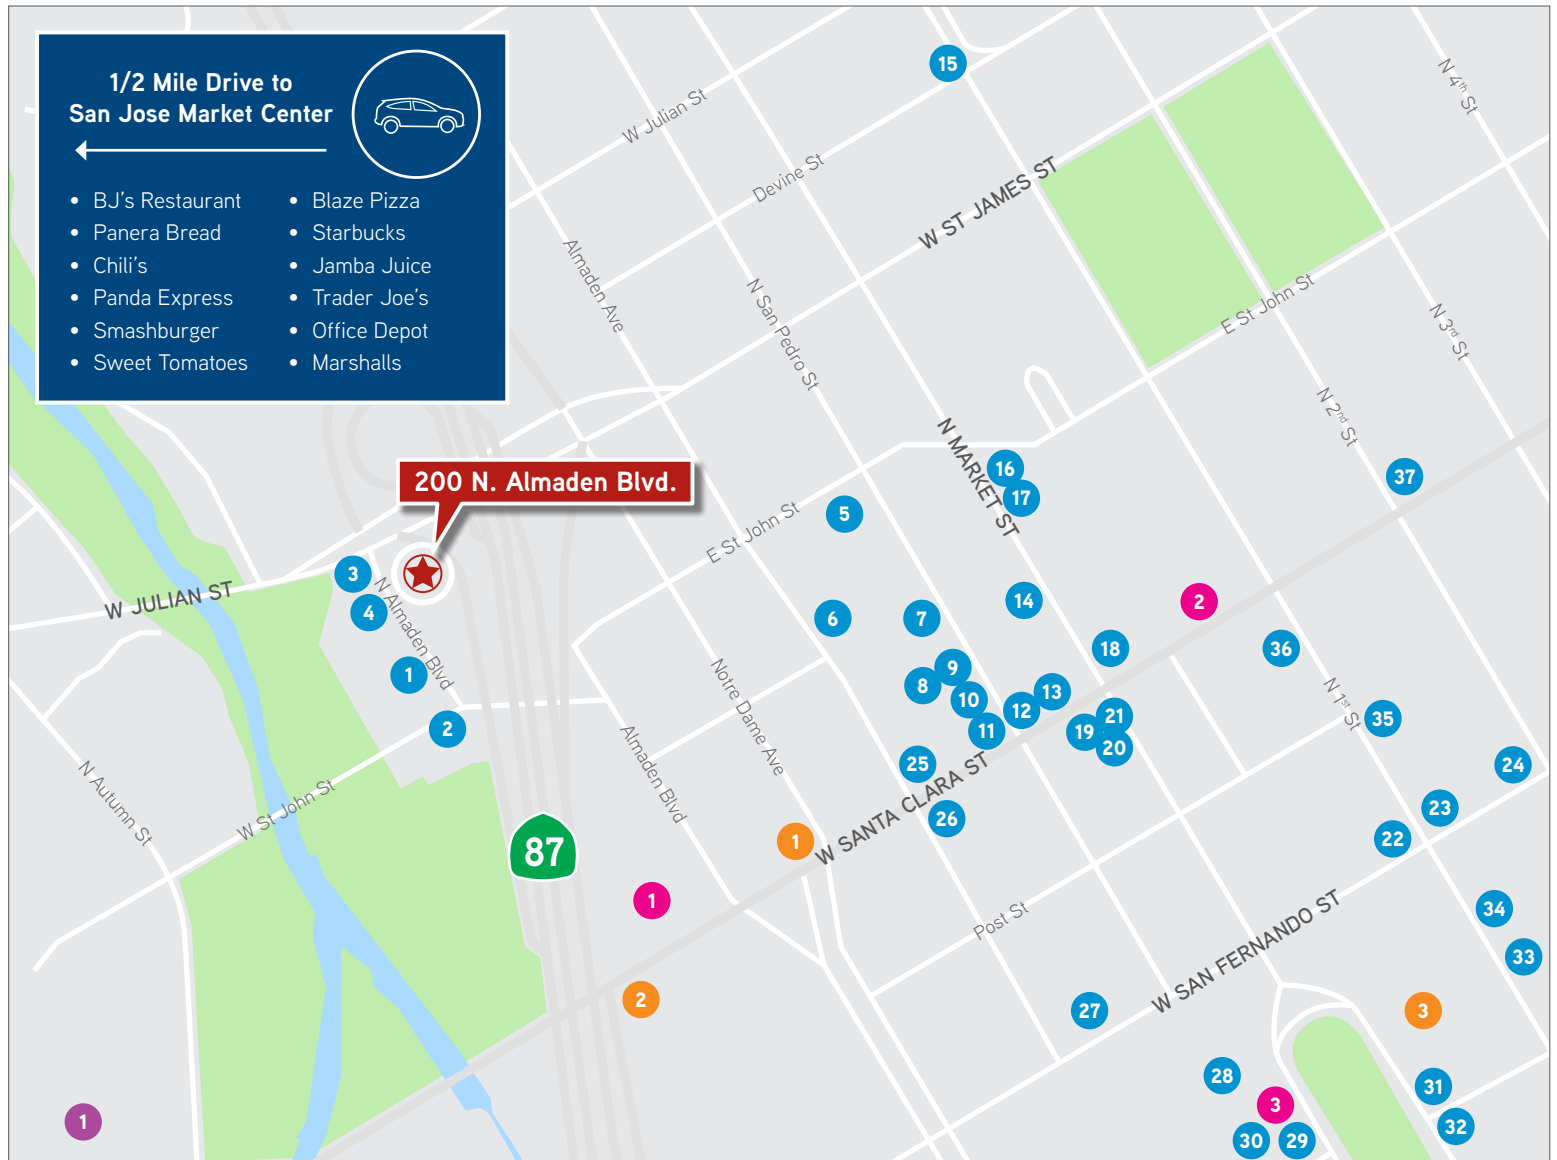 1/2 Mile Drive to
San Jose Market Center
• BJ's Restaurant
• Panera Bread
• Chili's
• Panda Express
• Smashburger
• Sweet Tomatoes
• Blaze Pizza
• Starbucks
• Jamba Juice
• Trader Joe's
• Office Depot
• Marshalls
15
N 4th St
W Julian St
Devine St
W ST JAMES ST
Almaden Ave
N San Pedro St
E St John St
N 3rd St
N 2nd St
N MARKET ST
16
17
37
200 N. Almaden Blvd.
5
E St John St
3
4
N Almaden Blvd
W JULIAN ST
1
2
6
7
14
2
18
36
9
8
10
13
12
11
21
19
20
N 1st St
35
Notre Dame Ave
Almaden Blvd
25
24
N Autumn St
W St John St
W SANTA CLARA ST
26
23
22
87
1
1
Post St
34
33
W SAN FERNANDO ST
2
27
3
28
3
31
32
30
29
1